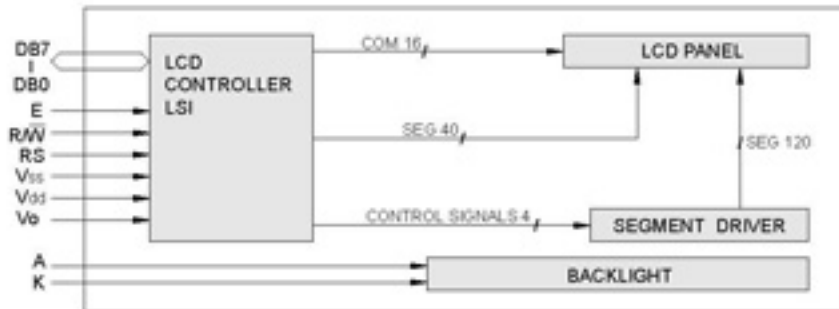 DB7
I
DB0
E
R/W
RS
Vss
Vdd
Vo
A
K
LCD
CONTROLLER
LSI
COM 16
SEG 40
CONTROL SIGNALS 4
LCD PANEL
SEG 120
SEGMENT DRIVER
BACKLIGHT